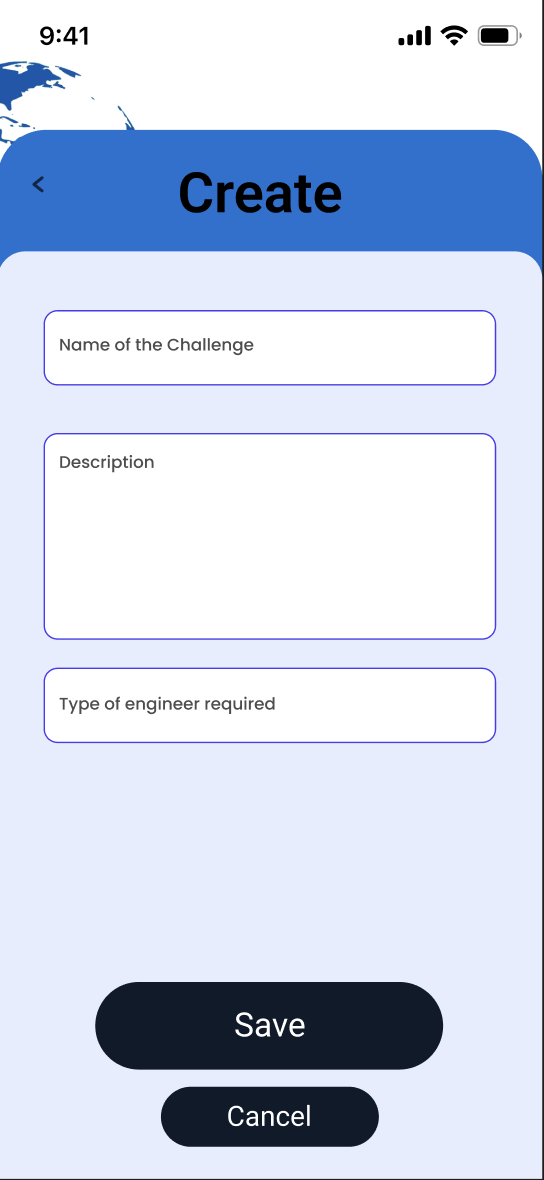 9:41
Create
Name of the Challenge
Description
Type of engineer required
Save
Cancel